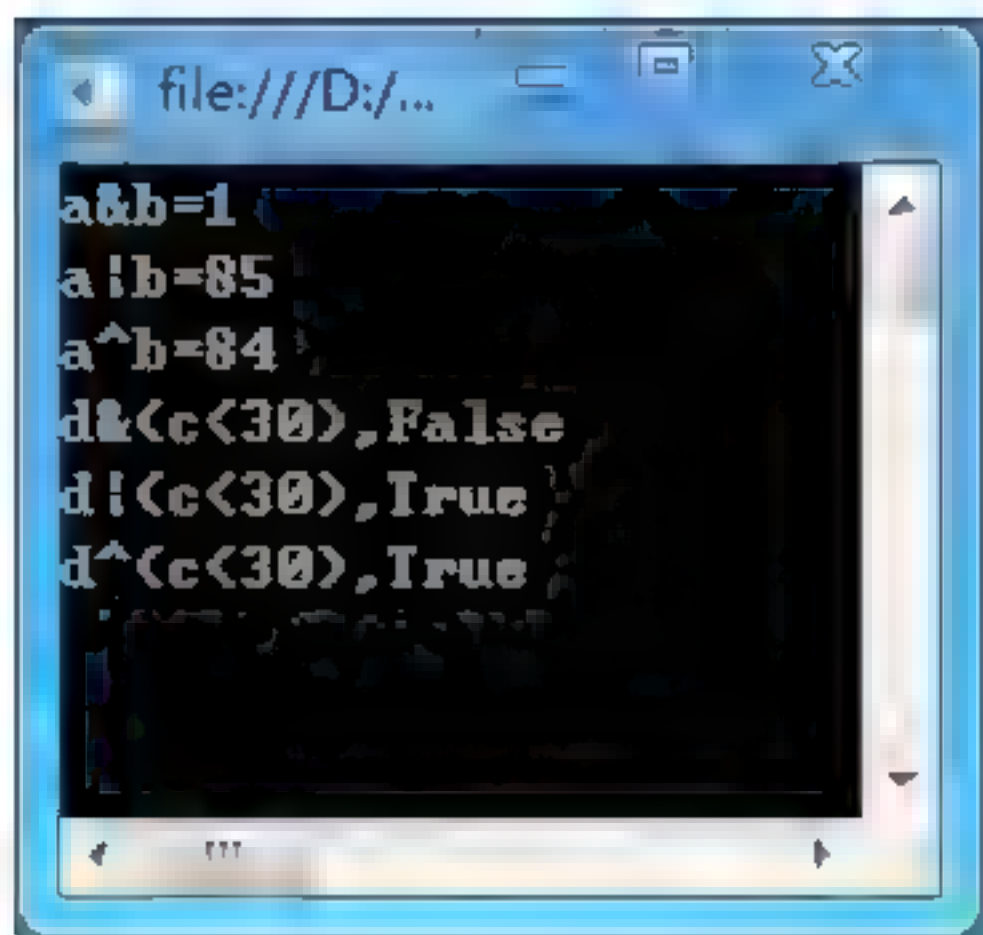 file:///D:/...
a&b=1
a|b=85
a^b=84
d&(c<30),False
d|(c<30),True
d^(c<30),True